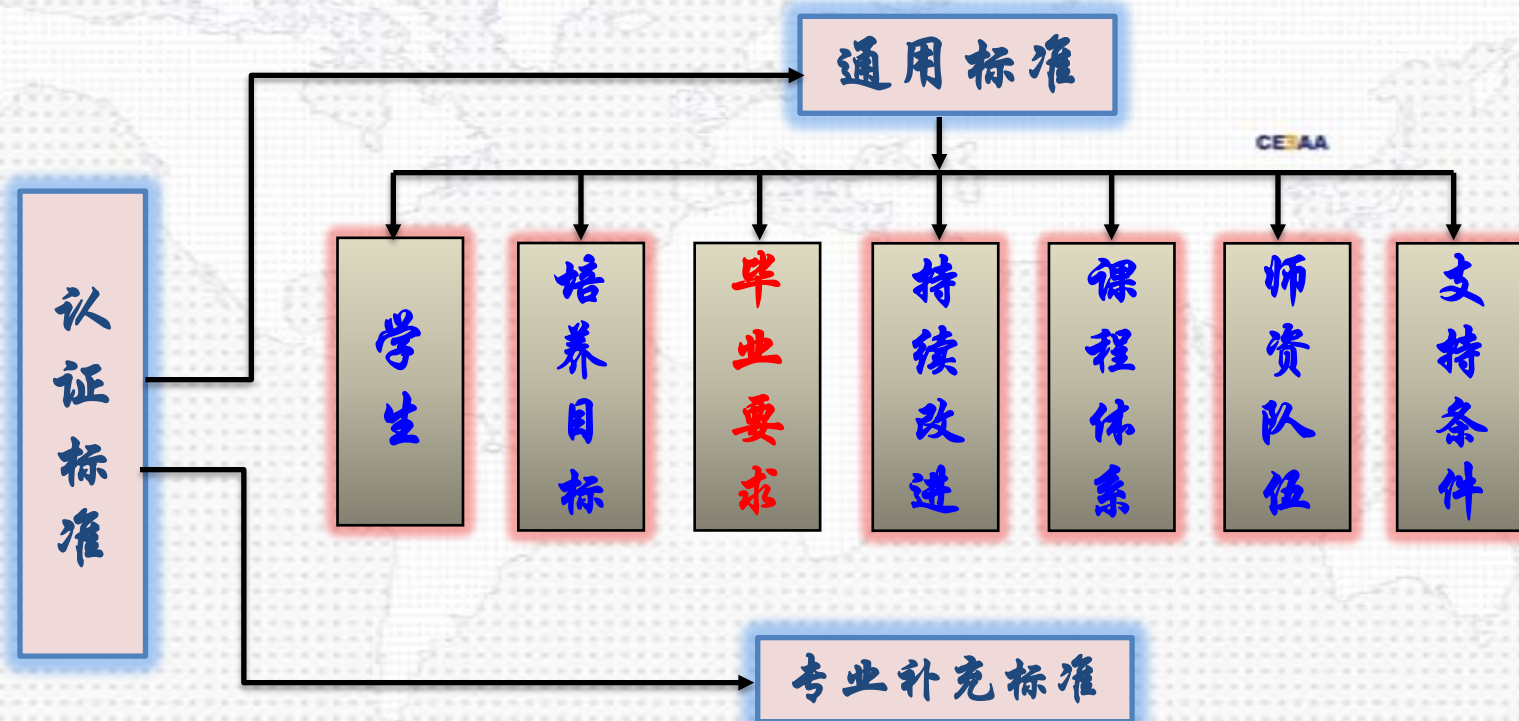 通用标准
CEEAA
认证标准
学生
培养目标
毕业要求
持续改进
课程体系
师资队伍
支持条件
专业补充标准